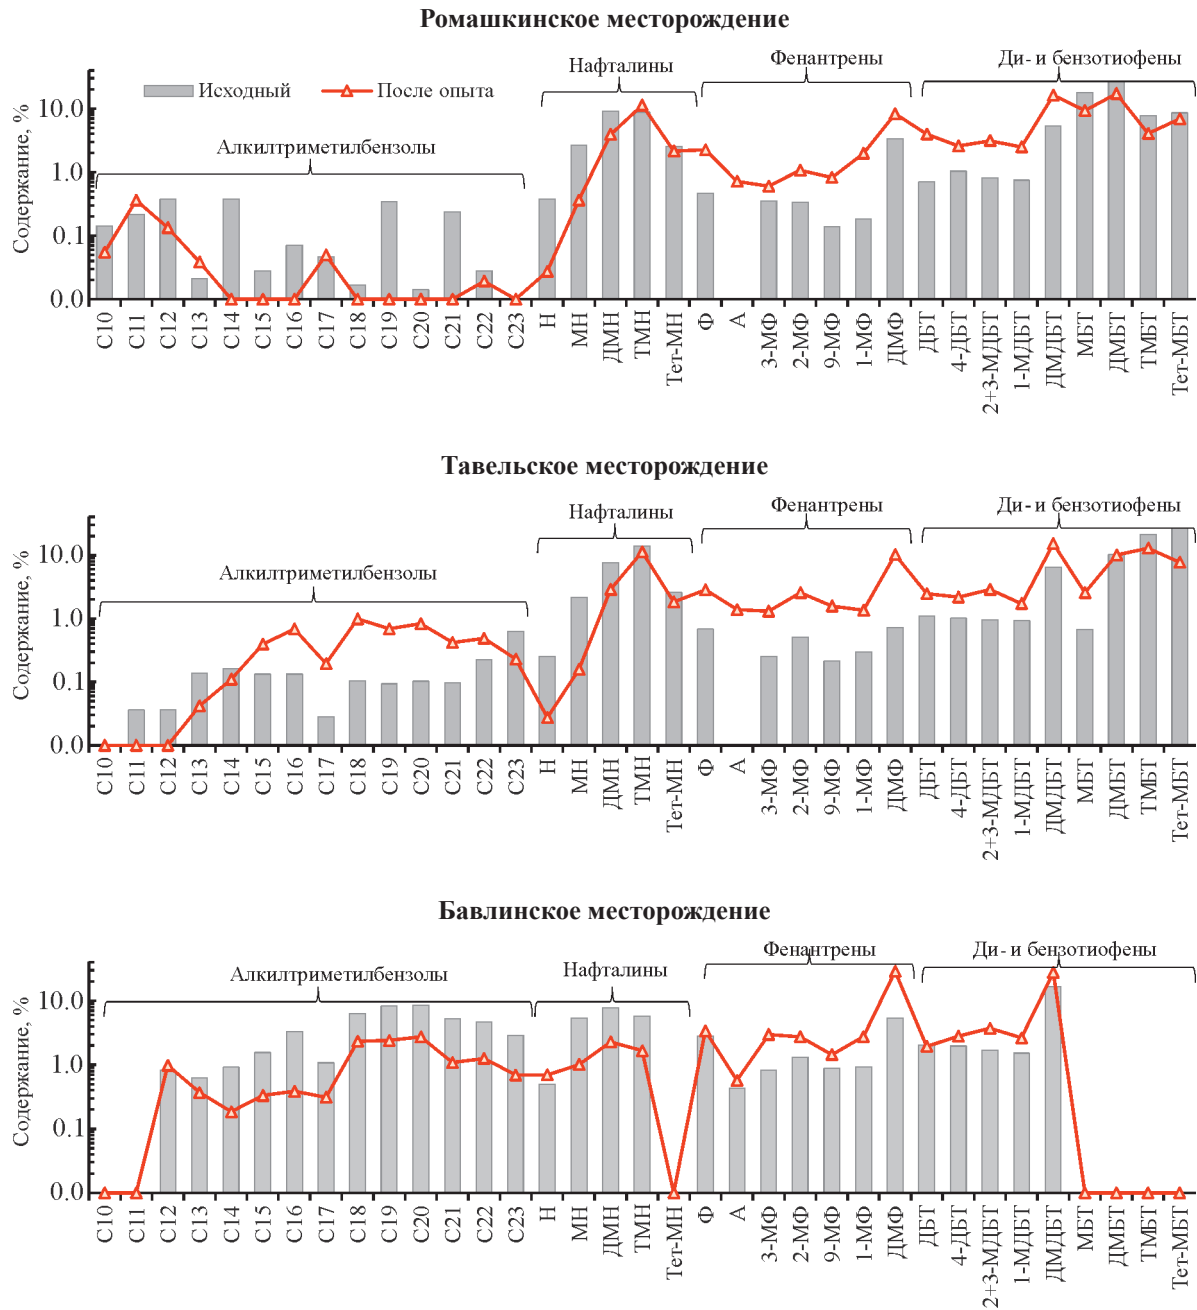 Ромашкинское месторождение
Нафталины
Фенантрены
Ди- и бензотиофены
Исходный
После опыта
Алкилтриметилбензолы
Содержание, %
10.0
1.0
0.1
0.0
C10 C11 C12 C13 C14 C15 C16 C17 C18 C19 C20 C21 C22 C23 Н МН ДМН ТМН Тет-МН Ф А 3-МФ 2-МФ 9-МФ 1-МФ ДМФ ДБТ 4-ДБТ 2+3-МДБТ 1-МДБТ ДМДБТ МБТ ДМБТ ТМБТ Тет-МБТ
Тавельское месторождение
Нафталины
Фенантрены
Ди- и бензотиофены
Алкилтриметилбензолы
Содержание, %
10.0
1.0
0.1
0.0
C10 C11 C12 C13 C14 C15 C16 C17 C18 C19 C20 C21 C22 C23 Н МН ДМН ТМН Тет-МН Ф А 3-МФ 2-МФ 9-МФ 1-МФ ДМФ ДБТ 4-ДБТ 2+3-МДБТ 1-МДБТ ДМДБТ МБТ ДМБТ ТМБТ Тет-МБТ
Бавлинское месторождение
Алкилтриметилбензолы
Нафталины
Фенантрены
Ди- и бензотиофены
Содержание, %
10.0
1.0
0.1
0.0
C10 C11 C12 C13 C14 C15 C16 C17 C18 C19 C20 C21 C22 C23 Н МН ДМН ТМН Тет-МН Ф А 3-МФ 2-МФ 9-МФ 1-МФ ДМФ ДБТ 4-ДБТ 2+3-МДБТ 1-МДБТ ДМДБТ МБТ ДМБТ ТМБТ Тет-МБТ